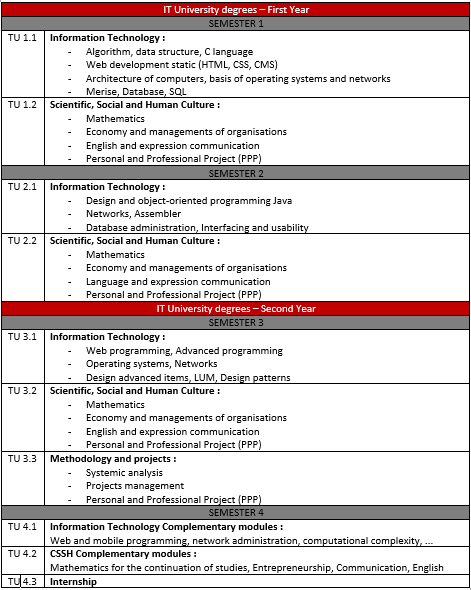 IT University degrees – First Year
SEMESTER 1
TU 1.1 Information Technology :
- Algorithm, data structure, C language
- Web development static (HTML, CSS, CMS)
- Architecture of computers, basis of operating systems and networks
- Merise, Database, SQL
TU 1.2 Scientific, Social and Human Culture :
- Mathematics
- Economy and managements of organisations
- English and expression communication
- Personal and Professional Project (PPP)
SEMESTER 2
TU 2.1 Information Technology :
- Design and object-oriented programming Java
- Networks, Assembler
- Database administration, Interfacing and usability
TU 2.2 Scientific, Social and Human Culture :
- Mathematics
- Economy and managements of organisations
- Language and expression communication
- Personal and Professional Project (PPP)
IT University degrees – Second Year
SEMESTER 3
TU 3.1 Information Technology :
- Web programming, Advanced programming
- Operating systems, Networks
- Design advanced items, LUM, Design patterns
TU 3.2 Scientific, Social and Human Culture :
- Mathematics
- Economy and managements of organisations
- English and expression communication
- Personal and Professional Project (PPP)
TU 3.3 Methodology and projects :
- Systemic analysis
- Projects management
- Personal and Professional Project (PPP)
SEMESTER 4
TU 4.1 Information Technology Complementary modules :
Web and mobile programming, network administration, computational complexity, ...
TU 4.2 CSSH Complementary modules :
Mathematics for the continuation of studies, Entrepreneurship, Communication, English
TU 4.3 Internship